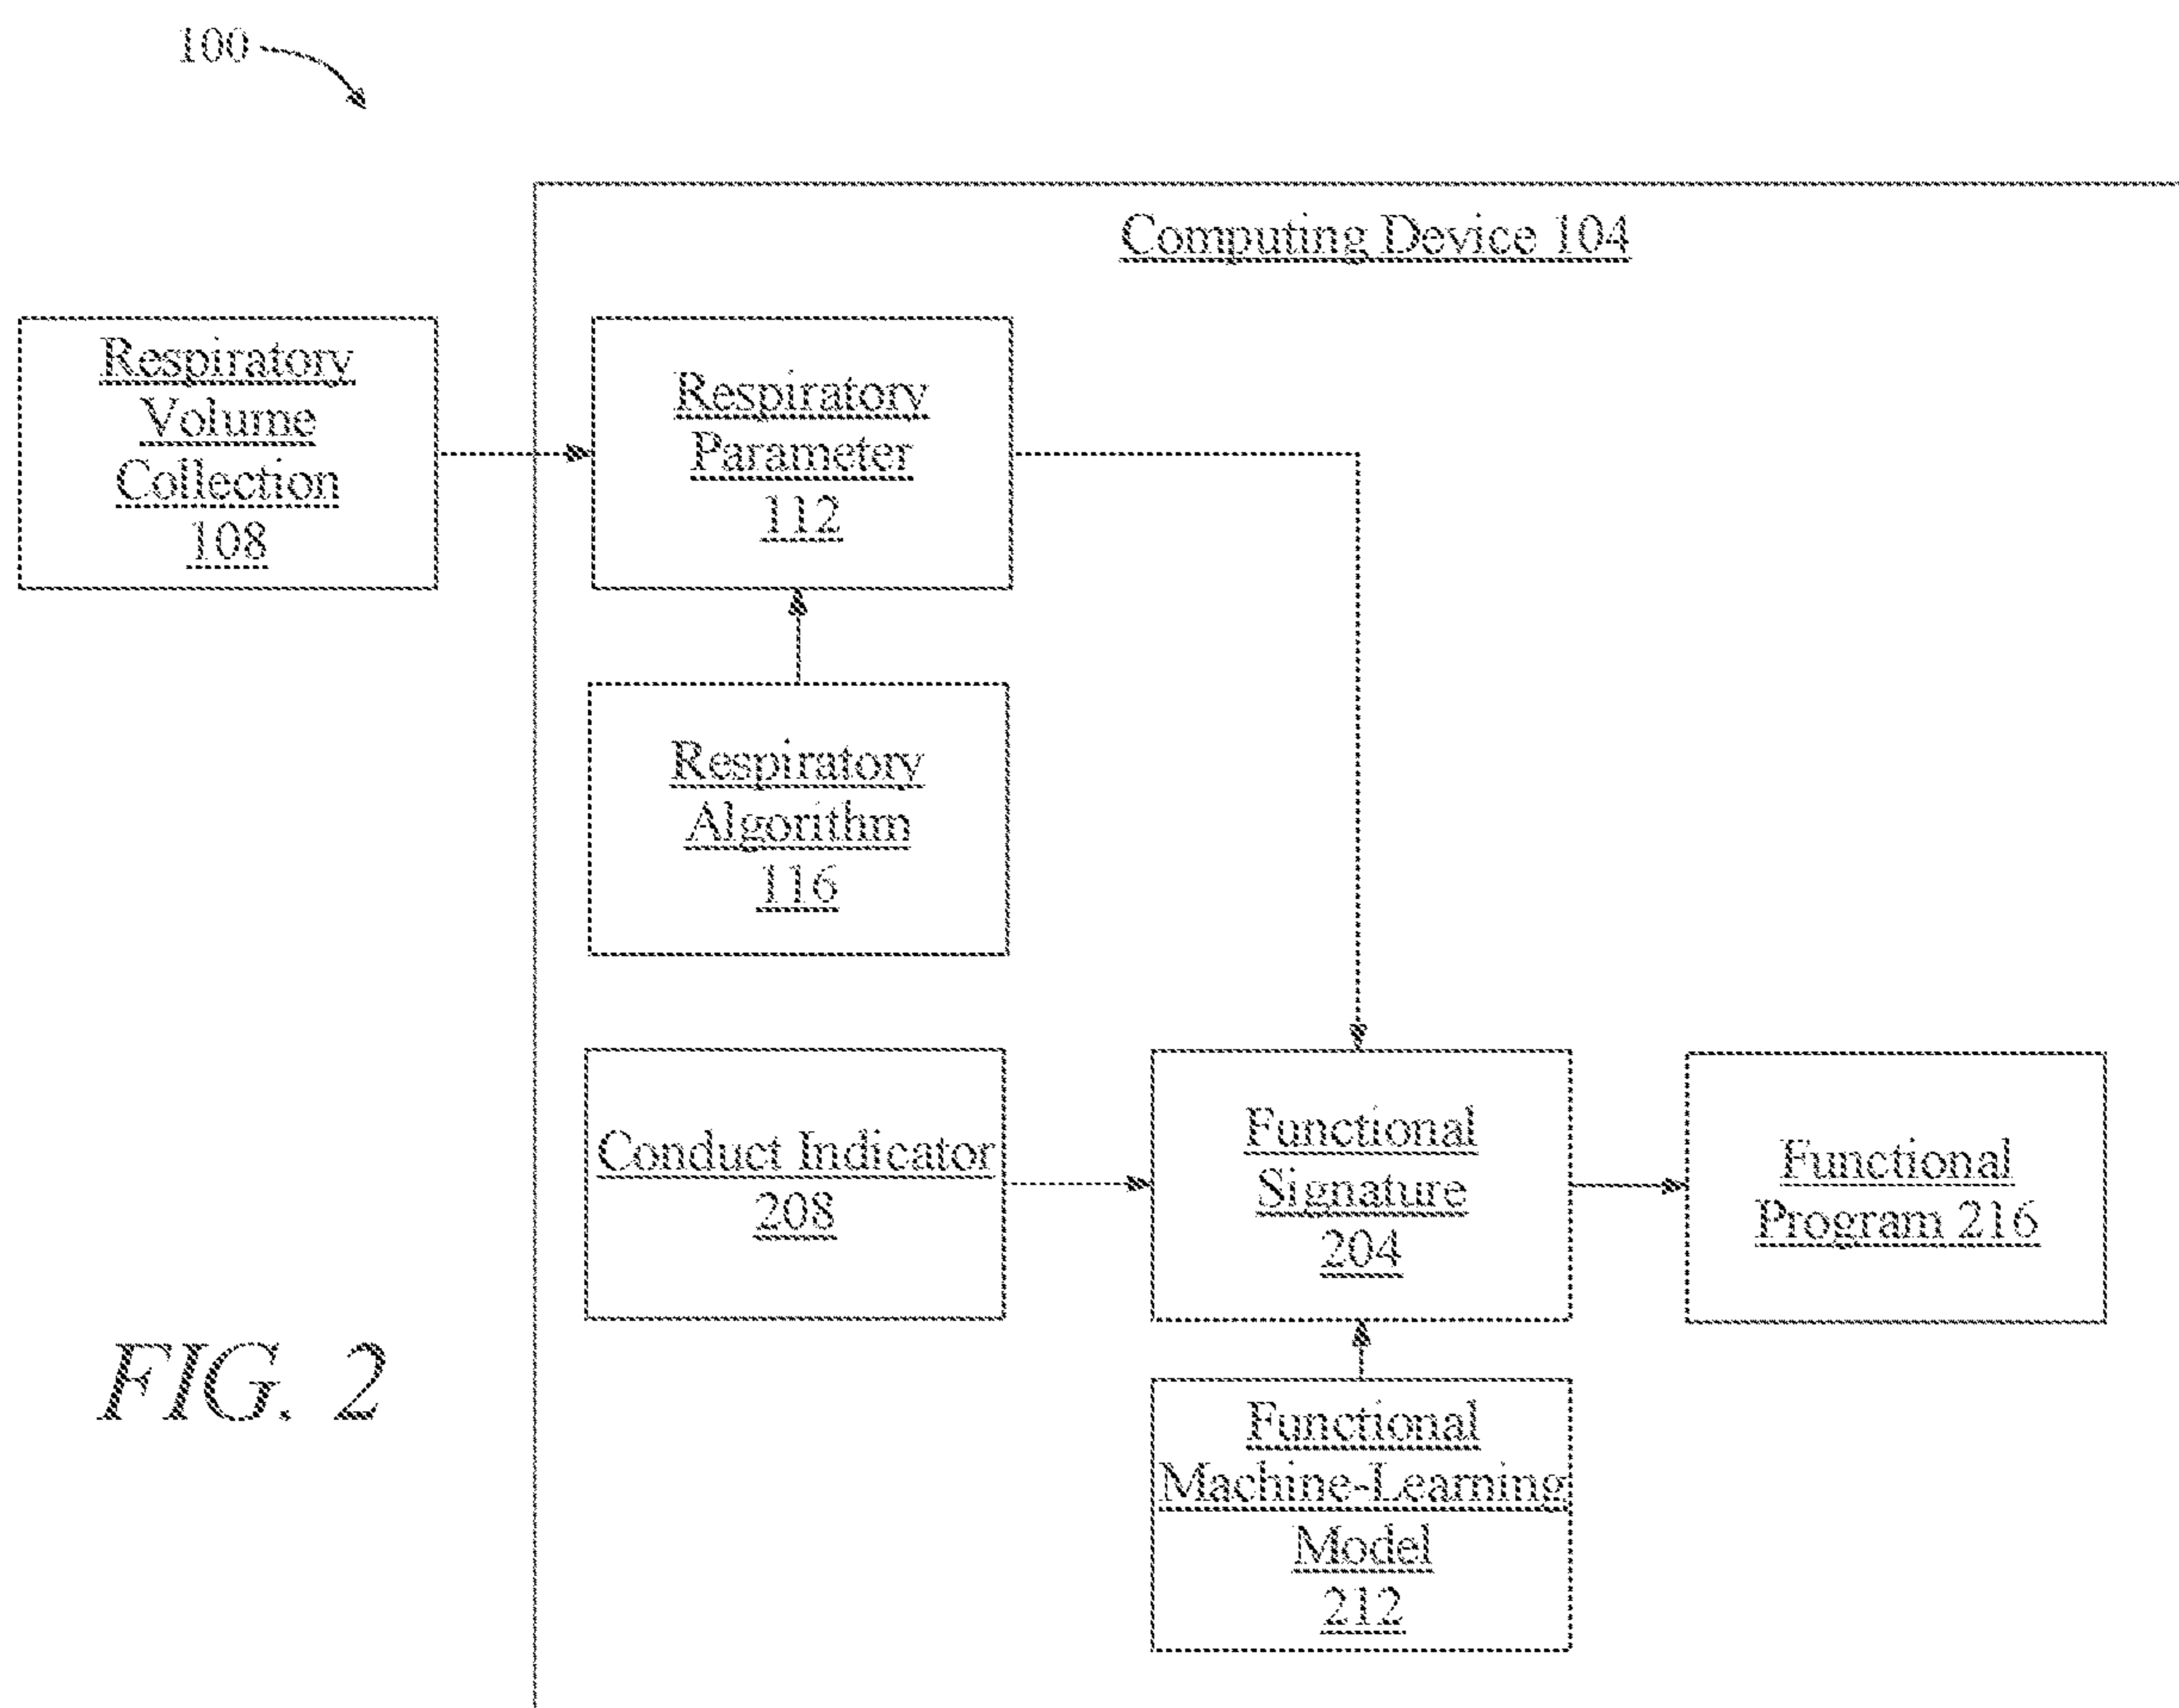 100
Computing Device 104
Respiratory
Volume
Collection
108
Respiratory
Parameter
112
Respiratory
Algorithm
116
Conduct Indicator
208
Functional
Signature
204
Functional
Program 216
Functional
Machine-Learning
Model
212
FIG. 2